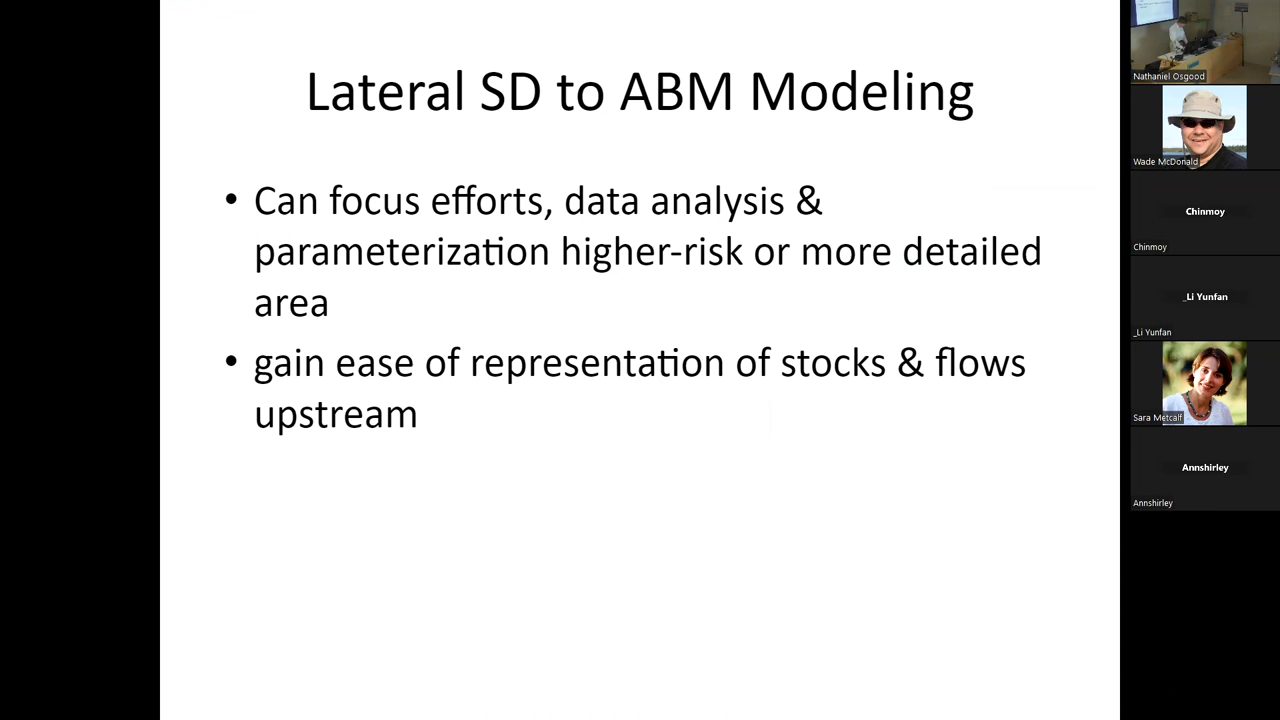 Lateral SD to ABM Modeling
• Can focus efforts, data analysis &
parameterization higher-risk or more detailed
area
• gain ease of representation of stocks & flows
upstream
Nathaniel Osgood
Wade McDonald
Chinmoy
Chinmoy
_Li Yunfan
_Li Yunfan
Sara Metcalf
Annshirley
Annshirley